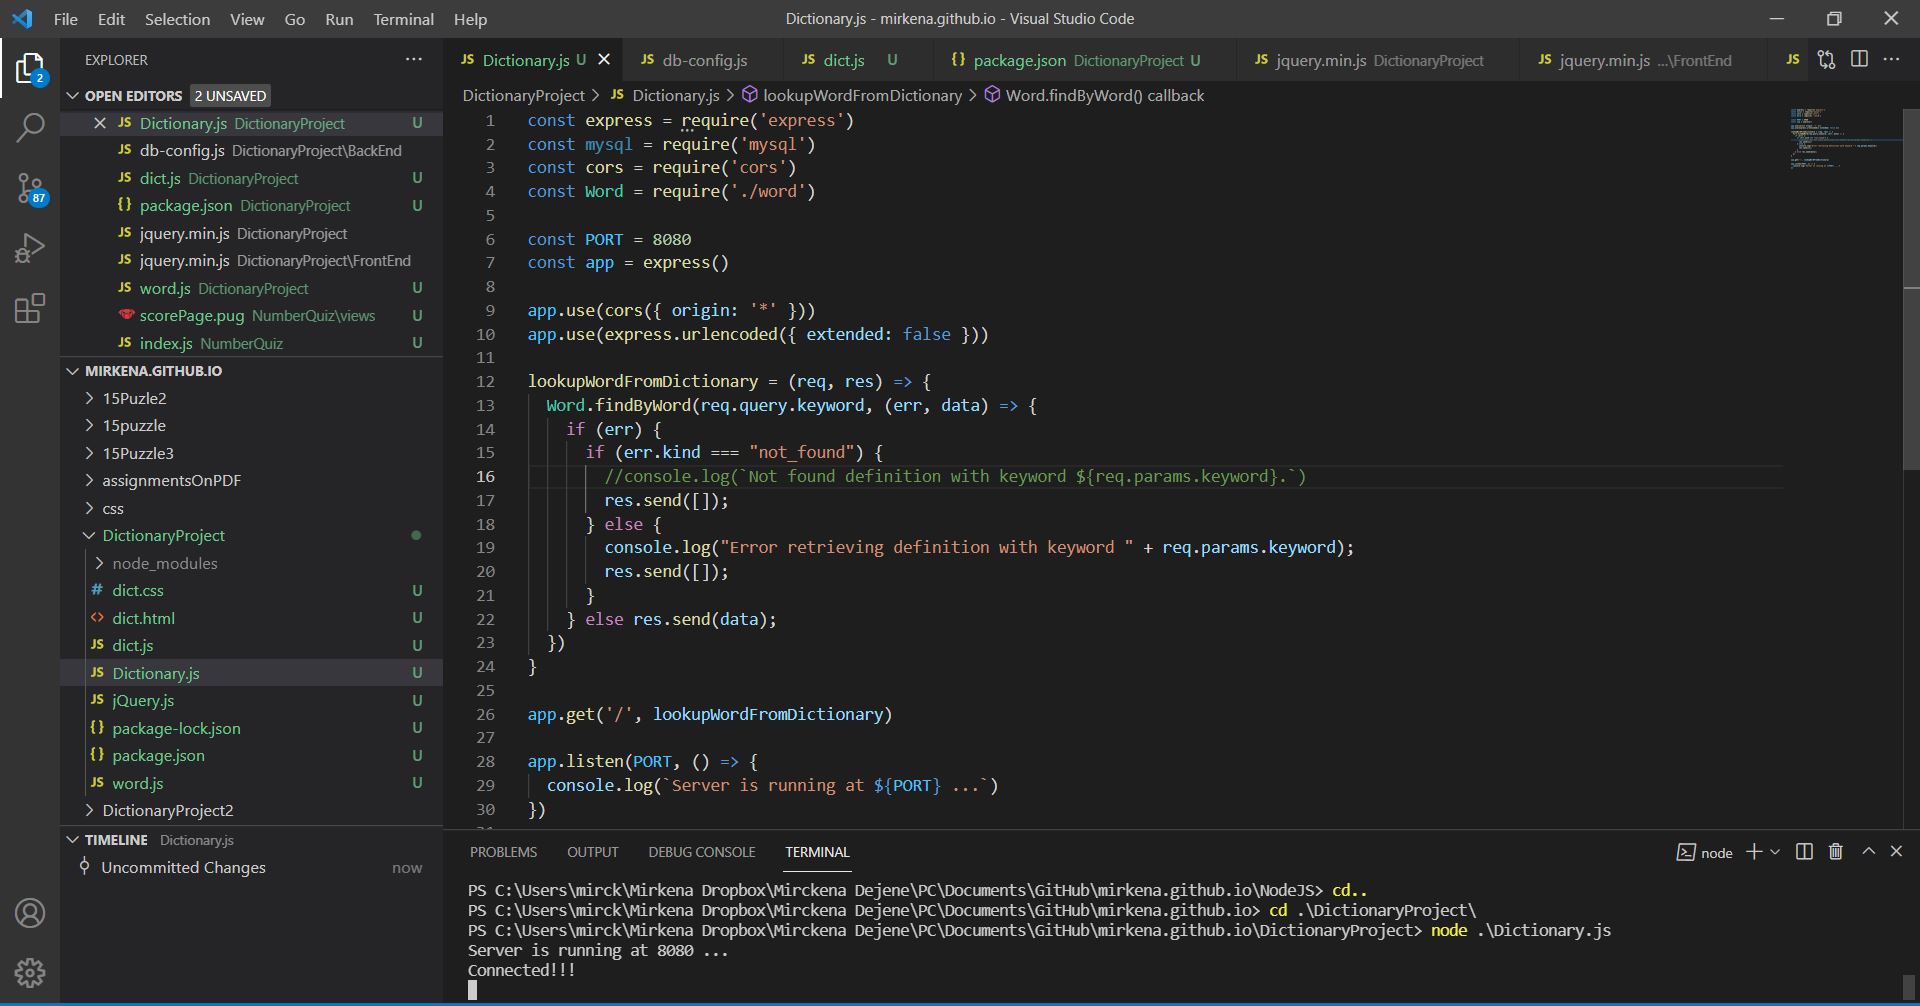 File Edit Selection View Go Run Terminal Help
Dictionary.js - mirkena.github.io - Visual Studio Code
EXPLORER
OPEN EDITORS 2 UNSAVED
JS Dictionary.js DictionaryProject U
JS db-config.js DictionaryProject\BackEnd
JS dict.js DictionaryProject U
{} package.json DictionaryProject U
JS jquery.min.js DictionaryProject
JS jquery.min.js DictionaryProject\FrontEnd
JS word.js DictionaryProject U
scorePage.pug NumberQuiz\views U
JS index.js NumberQuiz U
MIRKENA.GITHUB.IO
15Puzle2
15puzzle
15Puzzle3
assignmentsOnPDF
css
DictionaryProject
node_modules
# dict.css U
<> dict.html U
JS dict.js U
JS Dictionary.js U
JS jQuery.js U
{} package-lock.json U
{} package.json U
JS word.js U
DictionaryProject2
TIMELINE Dictionary.js
Uncommitted Changes now
2
87
JS Dictionary.js U JS db-config.js JS dict.js U {} package.json DictionaryProject U JS jquery.min.js DictionaryProject JS jquery.min.js ...\FrontEnd JS
DictionaryProject > JS Dictionary.js > lookupWordFromDictionary > Word.findByWord() callback
1 const express = require('express')
2 const mysql = require('mysql')
3 const cors = require('cors')
4 const Word = require('./word')
5
6 const PORT = 8080
7 const app = express()
8
9 app.use(cors({ origin: '*' }))
10 app.use(express.urlencoded({ extended: false }))
11
12 lookupWordFromDictionary = (req, res) => {
13 Word.findByWord(req.query.keyword, (err, data) => {
14 if (err) {
15 if (err.kind === "not_found") {
16 //console.log(`Not found definition with keyword ${req.params.keyword}.`)
17 res.send([]);
18 } else {
19 console.log("Error retrieving definition with keyword " + req.params.keyword);
20 res.send([]);
21 }
22 } else res.send(data);
23 })
24 }
25
26 app.get('/', lookupWordFromDictionary)
27
28 app.listen(PORT, () => {
29 console.log(`Server is running at ${PORT} ...`)
30 })
PROBLEMS OUTPUT DEBUG CONSOLE TERMINAL
node
PS C:\Users\mirck\Mirkena Dropbox\Mirckena Dejene\PC\Documents\GitHub\mirkena.github.io\NodeJS> cd..
PS C:\Users\mirck\Mirkena Dropbox\Mirckena Dejene\PC\Documents\GitHub\mirkena.github.io> cd .\DictionaryProject\
PS C:\Users\mirck\Mirkena Dropbox\Mirckena Dejene\PC\Documents\GitHub\mirkena.github.io\DictionaryProject> node .\Dictionary.js
Server is running at 8080 ...
Connected!!!